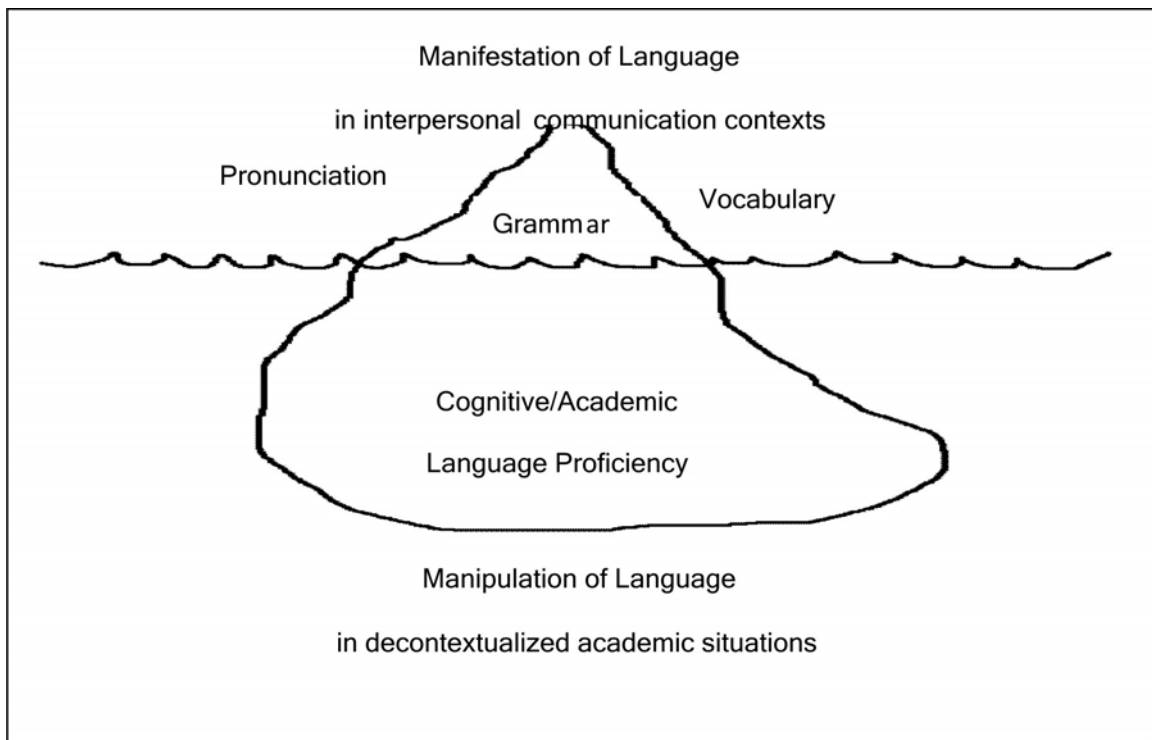 Manifestation of Language
in interpersonal communication contexts
Pronunciation
Vocabulary
Grammar
Cognitive/Academic
Language Proficiency
Manipulation of Language
in decontextualized academic situations